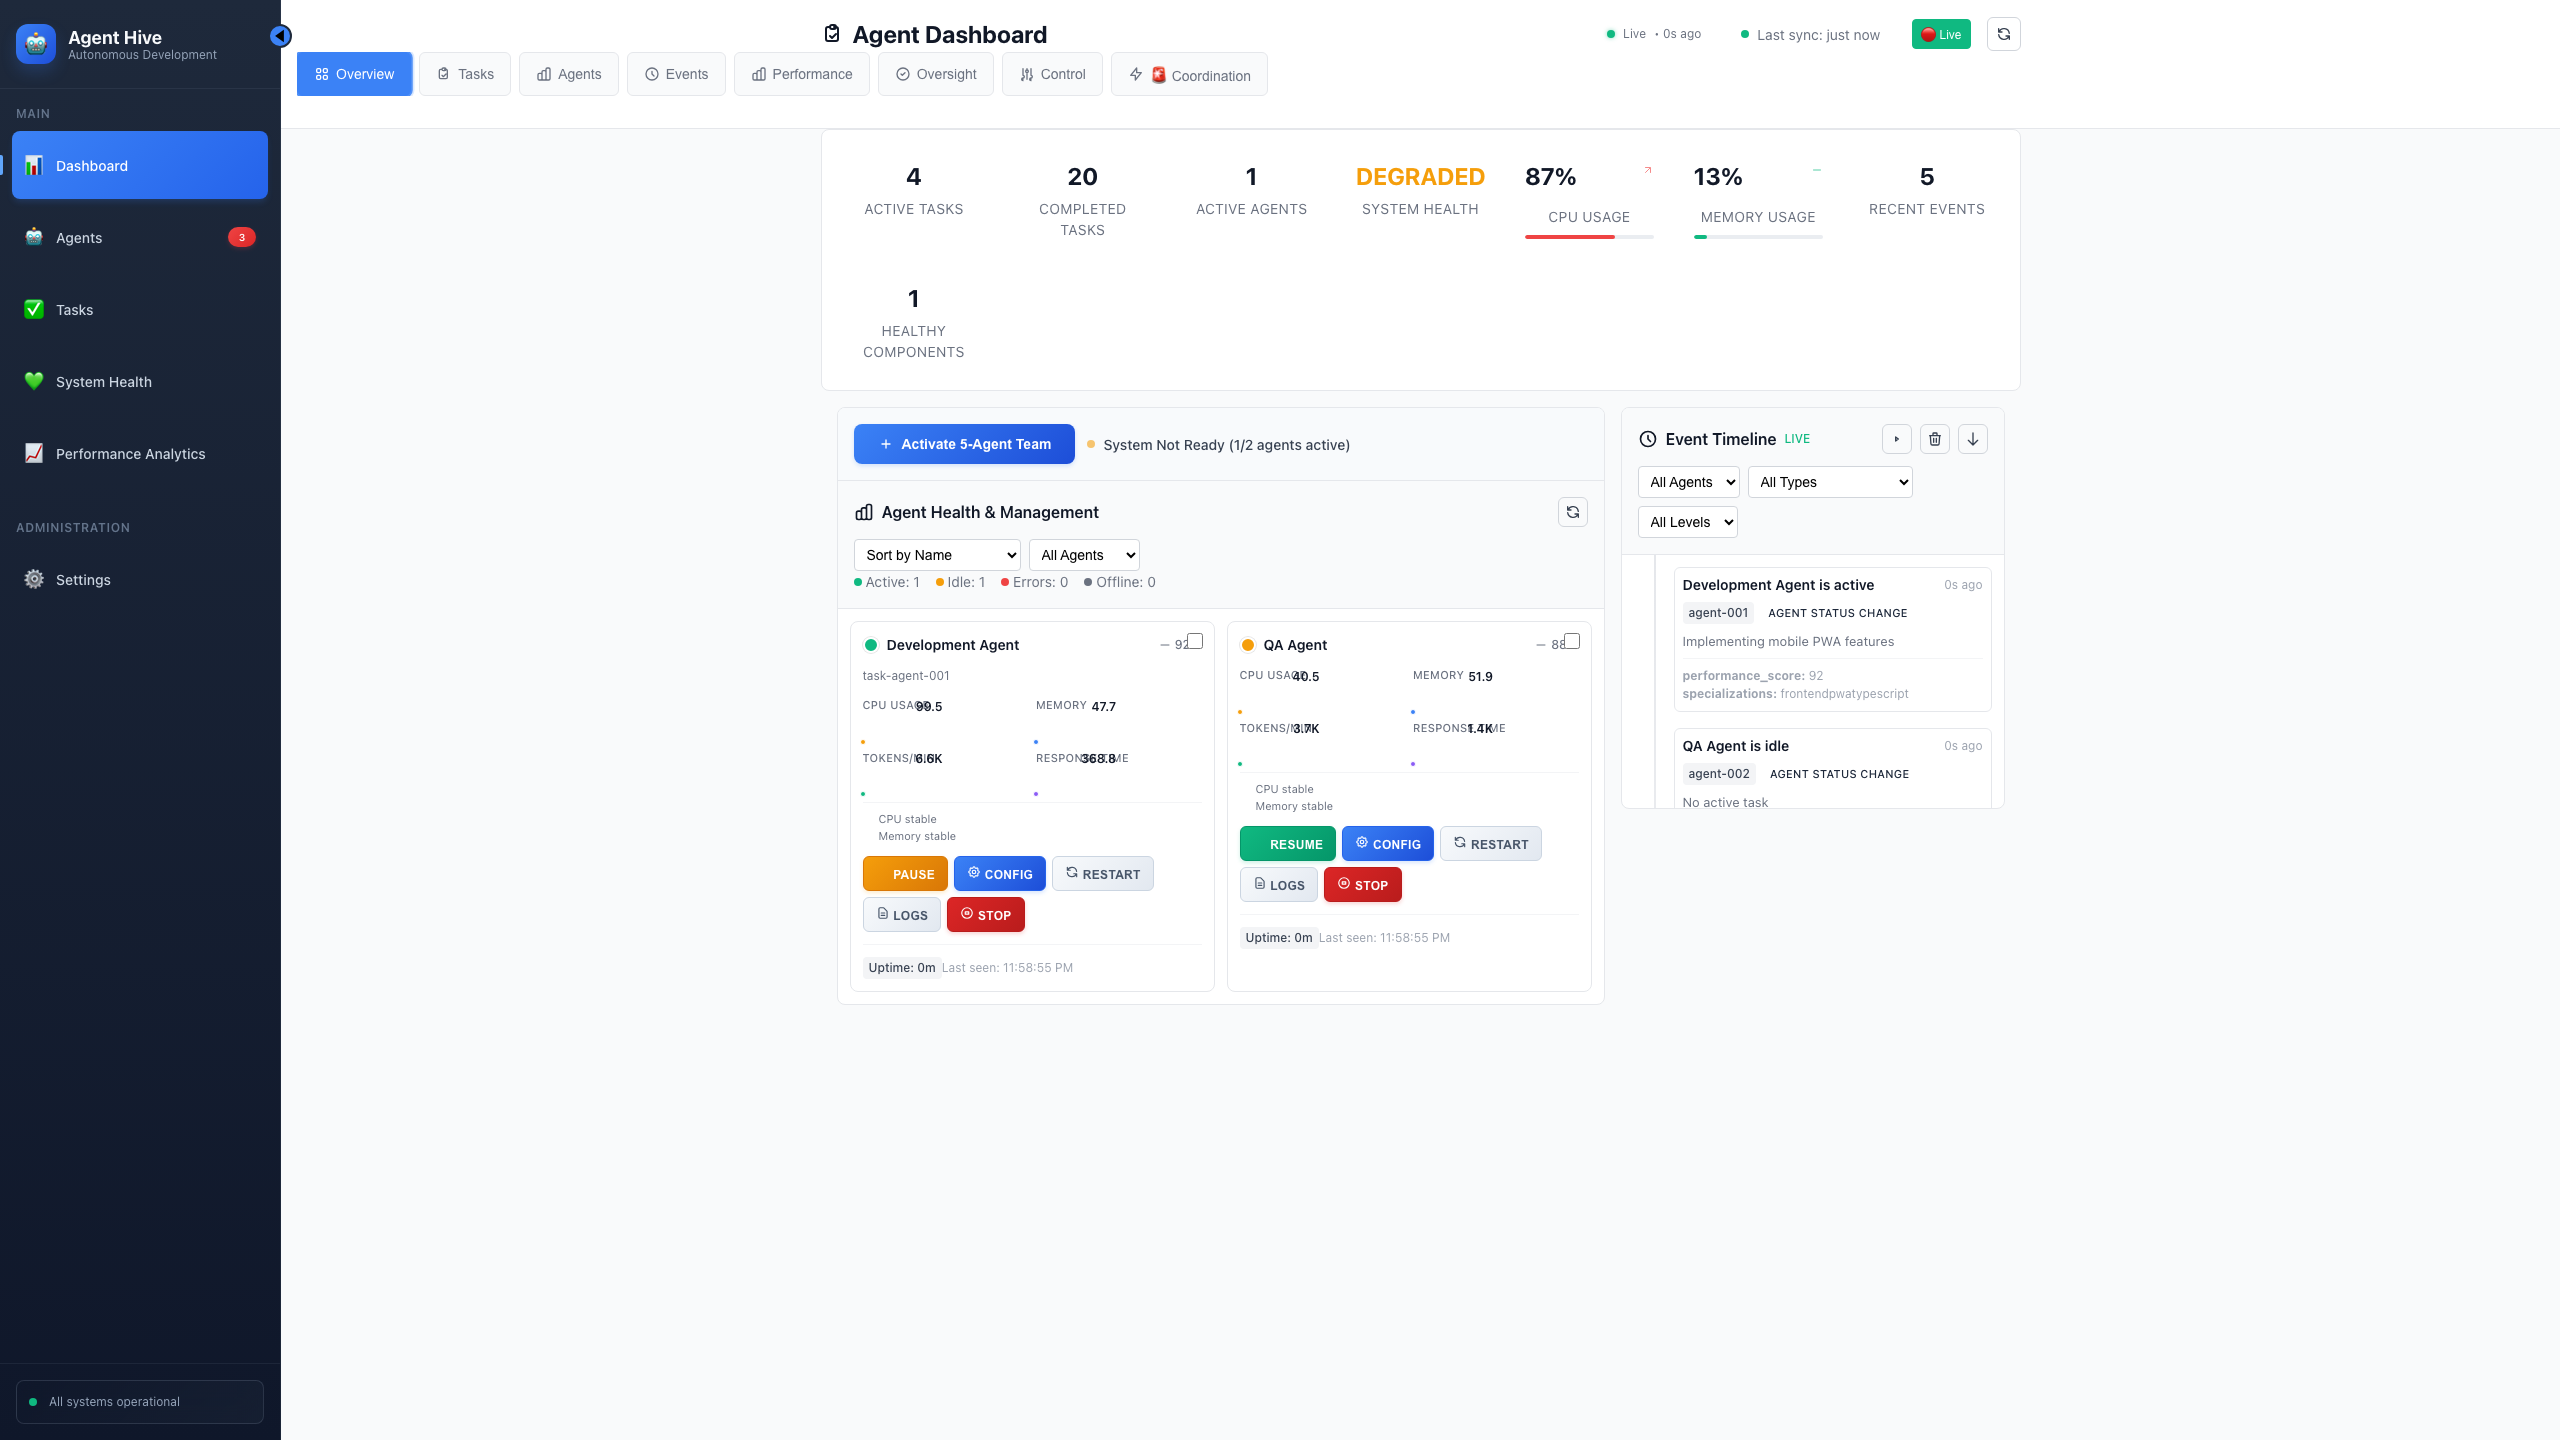 Agent Hive
Autonomous Development
MAIN
Dashboard
Agents
3
Tasks
System Health
Performance Analytics
ADMINISTRATION
Settings
All systems operational
Agent Dashboard
Live • 0s ago
Last sync: just now
Live
Overview
Tasks
Agents
Events
Performance
Oversight
Control
Coordination
4
ACTIVE TASKS
20
COMPLETED
TASKS
1
ACTIVE AGENTS
DEGRADED
SYSTEM HEALTH
87%
CPU USAGE
13%
MEMORY USAGE
5
RECENT EVENTS
1
HEALTHY
COMPONENTS
Activate 5-Agent Team
System Not Ready (1/2 agents active)
Agent Health & Management
Sort by Name
All Agents
Active: 1
Idle: 1
Errors: 0
Offline: 0
Development Agent
92
task-agent-001
CPU USAGE
99.5
MEMORY
47.7
TOKENS/MIN
6.6K
RESPONSE TIME
368.8
CPU stable
Memory stable
PAUSE
CONFIG
RESTART
LOGS
STOP
Uptime: 0m
Last seen: 11:58:55 PM
QA Agent
88
CPU USAGE
40.5
MEMORY
51.9
TOKENS/MIN
3.7K
RESPONSE TIME
1.4K
CPU stable
Memory stable
RESUME
CONFIG
RESTART
LOGS
STOP
Uptime: 0m
Last seen: 11:58:55 PM
Event Timeline
LIVE
All Agents
All Types
All Levels
Development Agent is active
0s ago
agent-001
AGENT STATUS CHANGE
Implementing mobile PWA features
performance_score: 92
specializations: frontendpwatypescript
QA Agent is idle
0s ago
agent-002
AGENT STATUS CHANGE
No active task